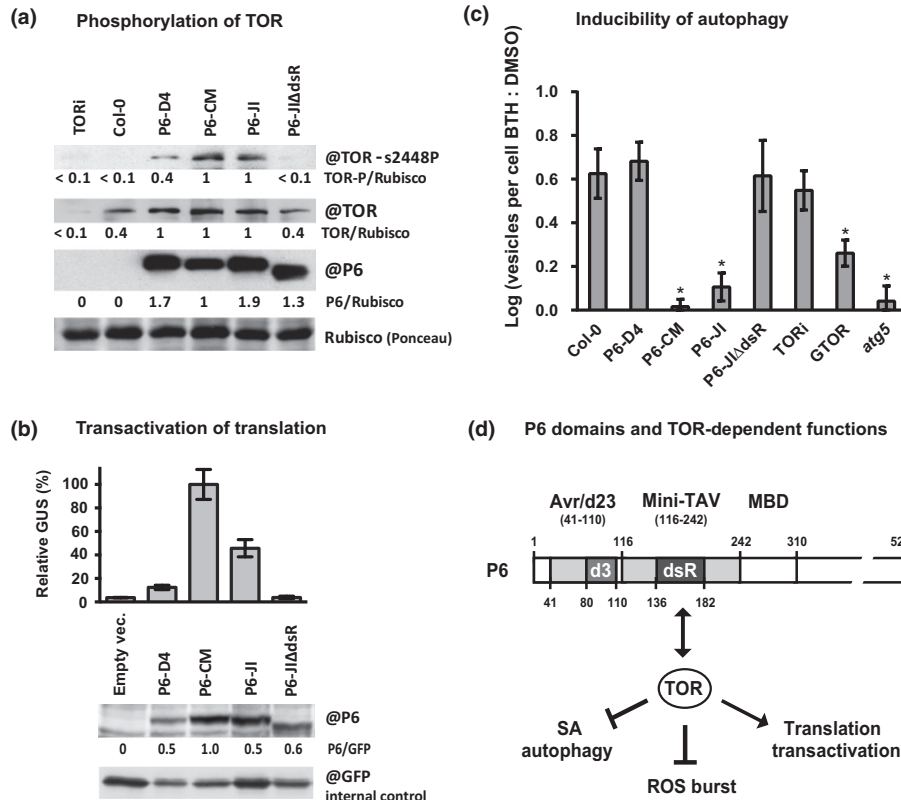 (a) Phosphorylation of TOR
TORi Col-0 P6-D4 P6-CM P6-JI P6-JIΔdsR
@TOR - s2448P
< 0.1 < 0.1 0.4 1 1 < 0.1 TOR-P/Rubisco
@TOR
< 0.1 0.4 1 1 1 0.4 TOR/Rubisco
@P6
0 0 1.7 1 1.9 1.3 P6/Rubisco
Rubisco (Ponceau)
(b) Transactivation of translation
Relative GUS (%)
100
80
60
40
20
0
Empty vec. P6-D4 P6-CM P6-JI P6-JIΔdsR
@P6
0 0.5 1.0 0.5 0.6 P6/GFP
@GFP
internal control
(c) Inducibility of autophagy
Log (vesicles per cell BTH : DMSO)
1.0
0.8
0.6
0.4
0.2
0.0
* * * *
Col-0 P6-D4 P6-CM P6-JI P6-JIΔdsR TORi GTOR atg5
(d) P6 domains and TOR-dependent functions
Avr/d23 Mini-TAV MBD
(41-110) (116-242)
1 116 242 310 52
P6 d3 dsR
41 80 110 136 182
TOR
SA
autophagy
ROS burst
Translation
transactivation